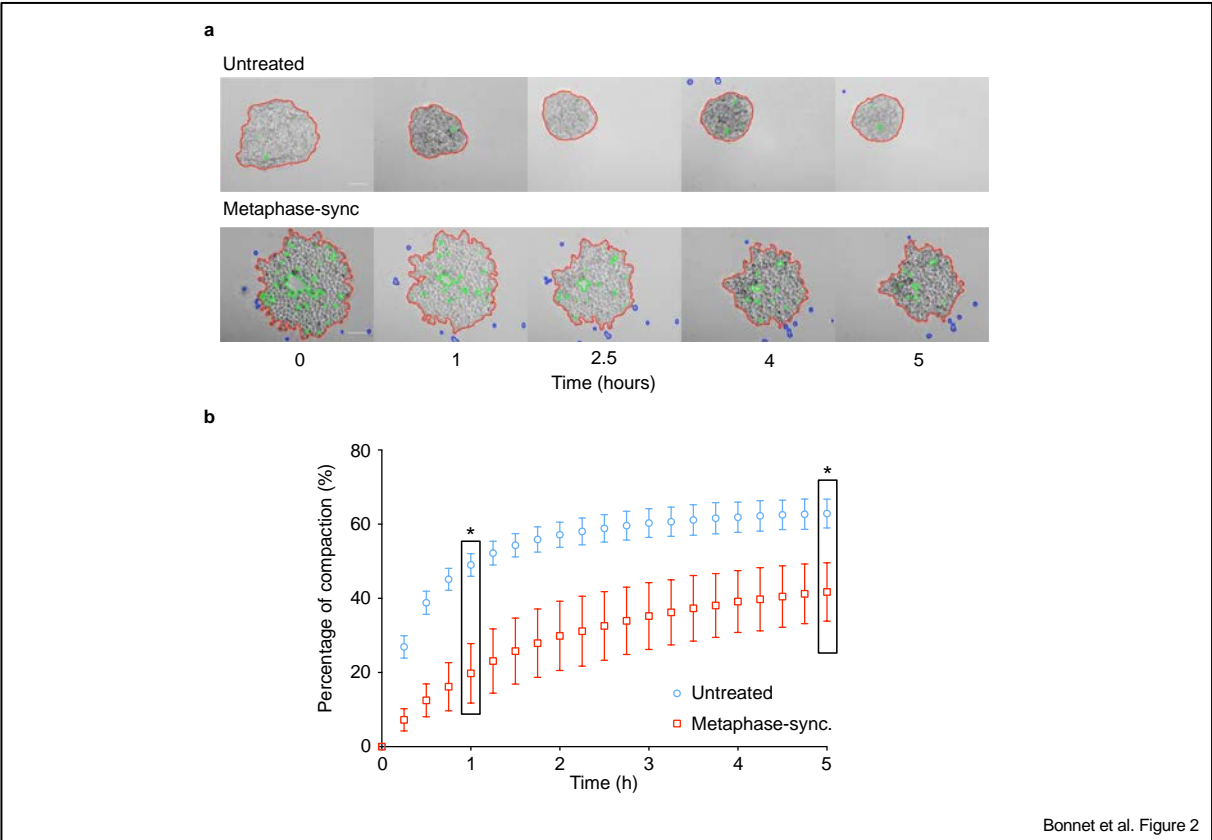 a
Untreated
Metaphase-sync
0 1 2.5 4 5
Time (hours)
b
Percentage of compaction (%)
80
60
40
20
0
* *
Untreated
Metaphase-sync.
0 1 2 3 4 5
Time (h)
Bonnet et al. Figure 2